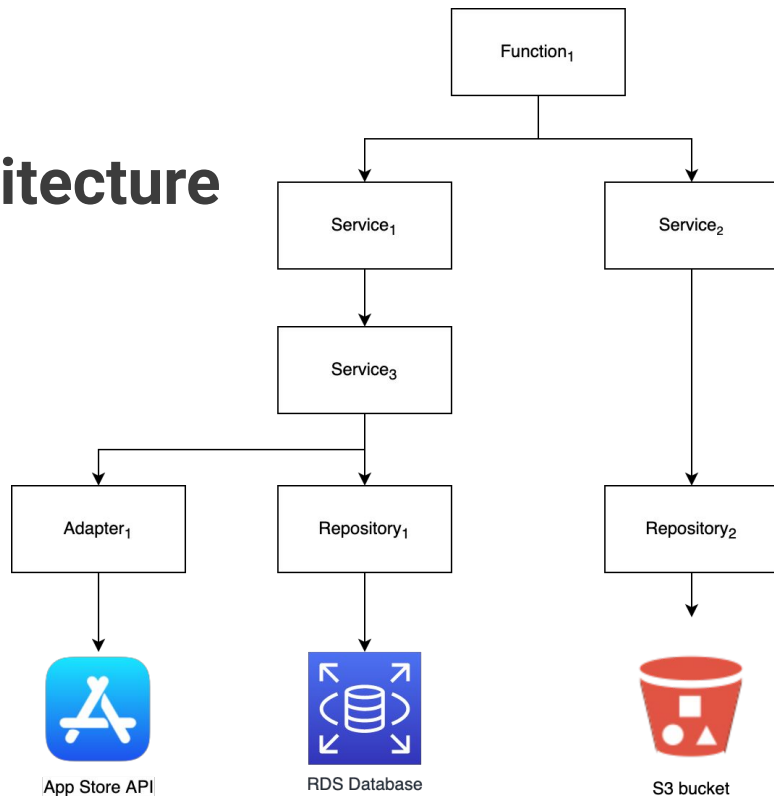 Function₁
itecture
Service₁
Service₂
Service₃
Adapter₁
Repository₁
Repository₂
App Store API
RDS Database
S3 bucket